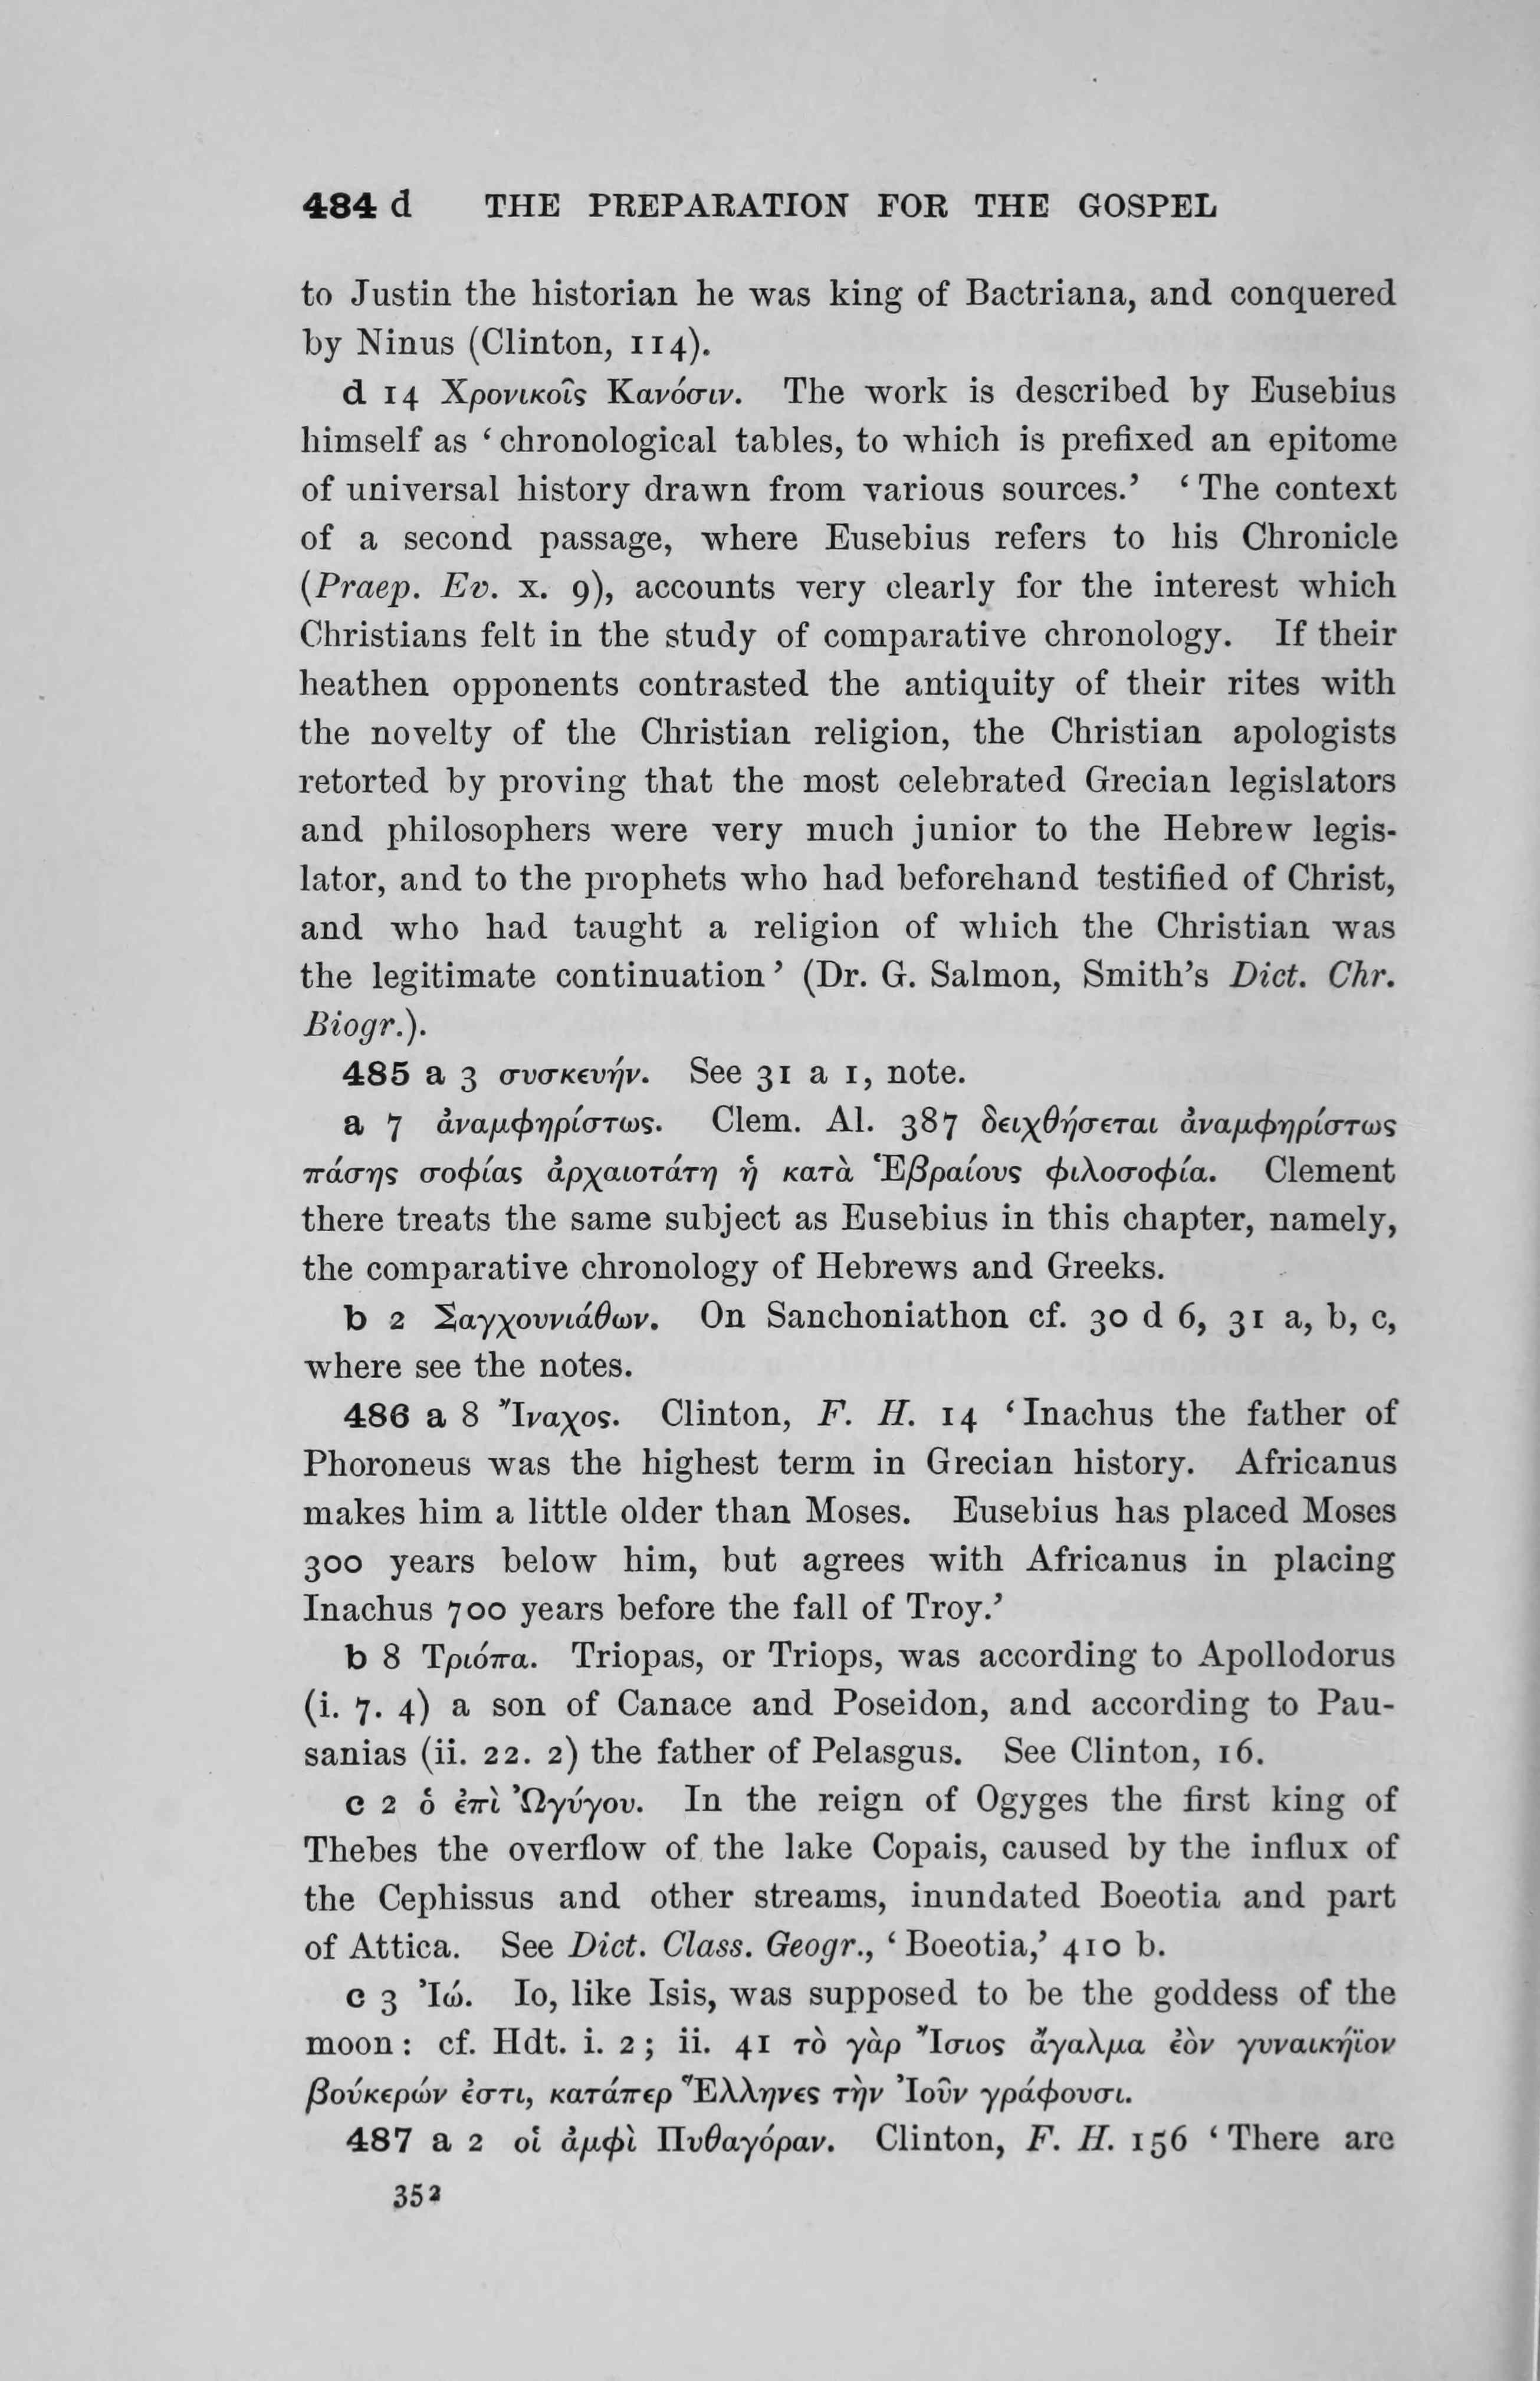 484 d THE PREPARATION FOR THE GOSPEL
to Justin the historian he was king of Bactriana, and conquered
by Ninus (Clinton, 114).
d 14 Χρονικοῖς Κανόσιν. The work is described by Eusebius
himself as ‘chronological tables, to which is prefixed an epitome
of universal history drawn from various sources.’ ‘The context
of a second passage, where Eusebius refers to his Chronicle
(Praep. Ev. x. 9), accounts very clearly for the interest which
Christians felt in the study of comparative chronology. If their
heathen opponents contrasted the antiquity of their rites with
the novelty of the Christian religion, the Christian apologists
retorted by proving that the most celebrated Grecian legislators
and philosophers were very much junior to the Hebrew legis-
lator, and to the prophets who had beforehand testified of Christ,
and who had taught a religion of which the Christian was
the legitimate continuation’ (Dr. G. Salmon, Smith’s Dict. Chr.
Biogr.).
485 a 3 συσκευήν. See 31 a 1, note.
a 7 ἀναμφηρίστως. Clem. Al. 387 δειχθήσεται ἀναμφηρίστως
πάσης σοφίας ἀρχαιοτάτη ἡ κατὰ Ἑβραίους φιλοσοφία. Clement
there treats the same subject as Eusebius in this chapter, namely,
the comparative chronology of Hebrews and Greeks.
b 2 Σαγχουνιάθων. On Sanchoniathon cf. 30 d 6, 31 a, b, c,
where see the notes.
486 a 8 Ἴναχος. Clinton, F. H. 14 ‘Inachus the father of
Phoroneus was the highest term in Grecian history. Africanus
makes him a little older than Moses. Eusebius has placed Moses
300 years below him, but agrees with Africanus in placing
Inachus 700 years before the fall of Troy.’
b 8 Τριόπα. Triopas, or Triops, was according to Apollodorus
(i. 7. 4) a son of Canace and Poseidon, and according to Pau-
sanias (ii. 22. 2) the father of Pelasgus. See Clinton, 16.
c 2 ὁ ἐπὶ Ὠγύγου. In the reign of Ogyges the first king of
Thebes the overflow of the lake Copais, caused by the influx of
the Cephissus and other streams, inundated Boeotia and part
of Attica. See Dict. Class. Geogr., ‘Boeotia,’ 410 b.
c 3 Ἰώ. Io, like Isis, was supposed to be the goddess of the
moon: cf. Hdt. i. 2; ii. 41 τὸ γὰρ Ἴσιος ἄγαλμα ἐὸν γυναικήϊον
βούκερών ἐστι, κατάπερ Ἕλληνες τὴν Ἰοῦν γράφουσι.
487 a 2 οἱ ἀμφὶ Πυθαγόραν. Clinton, F. H. 156 ‘There are
352